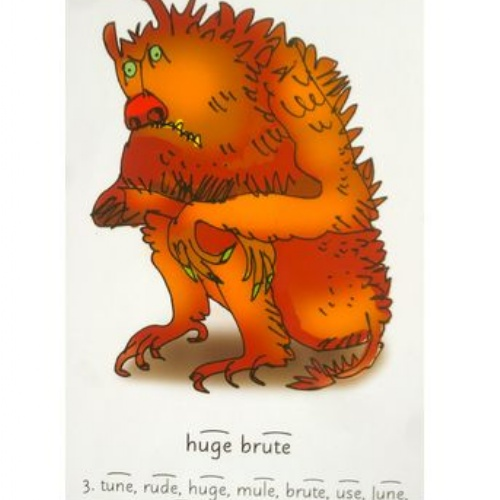 huge brute
3. tune, rude, huge, mule, brute, use, June.